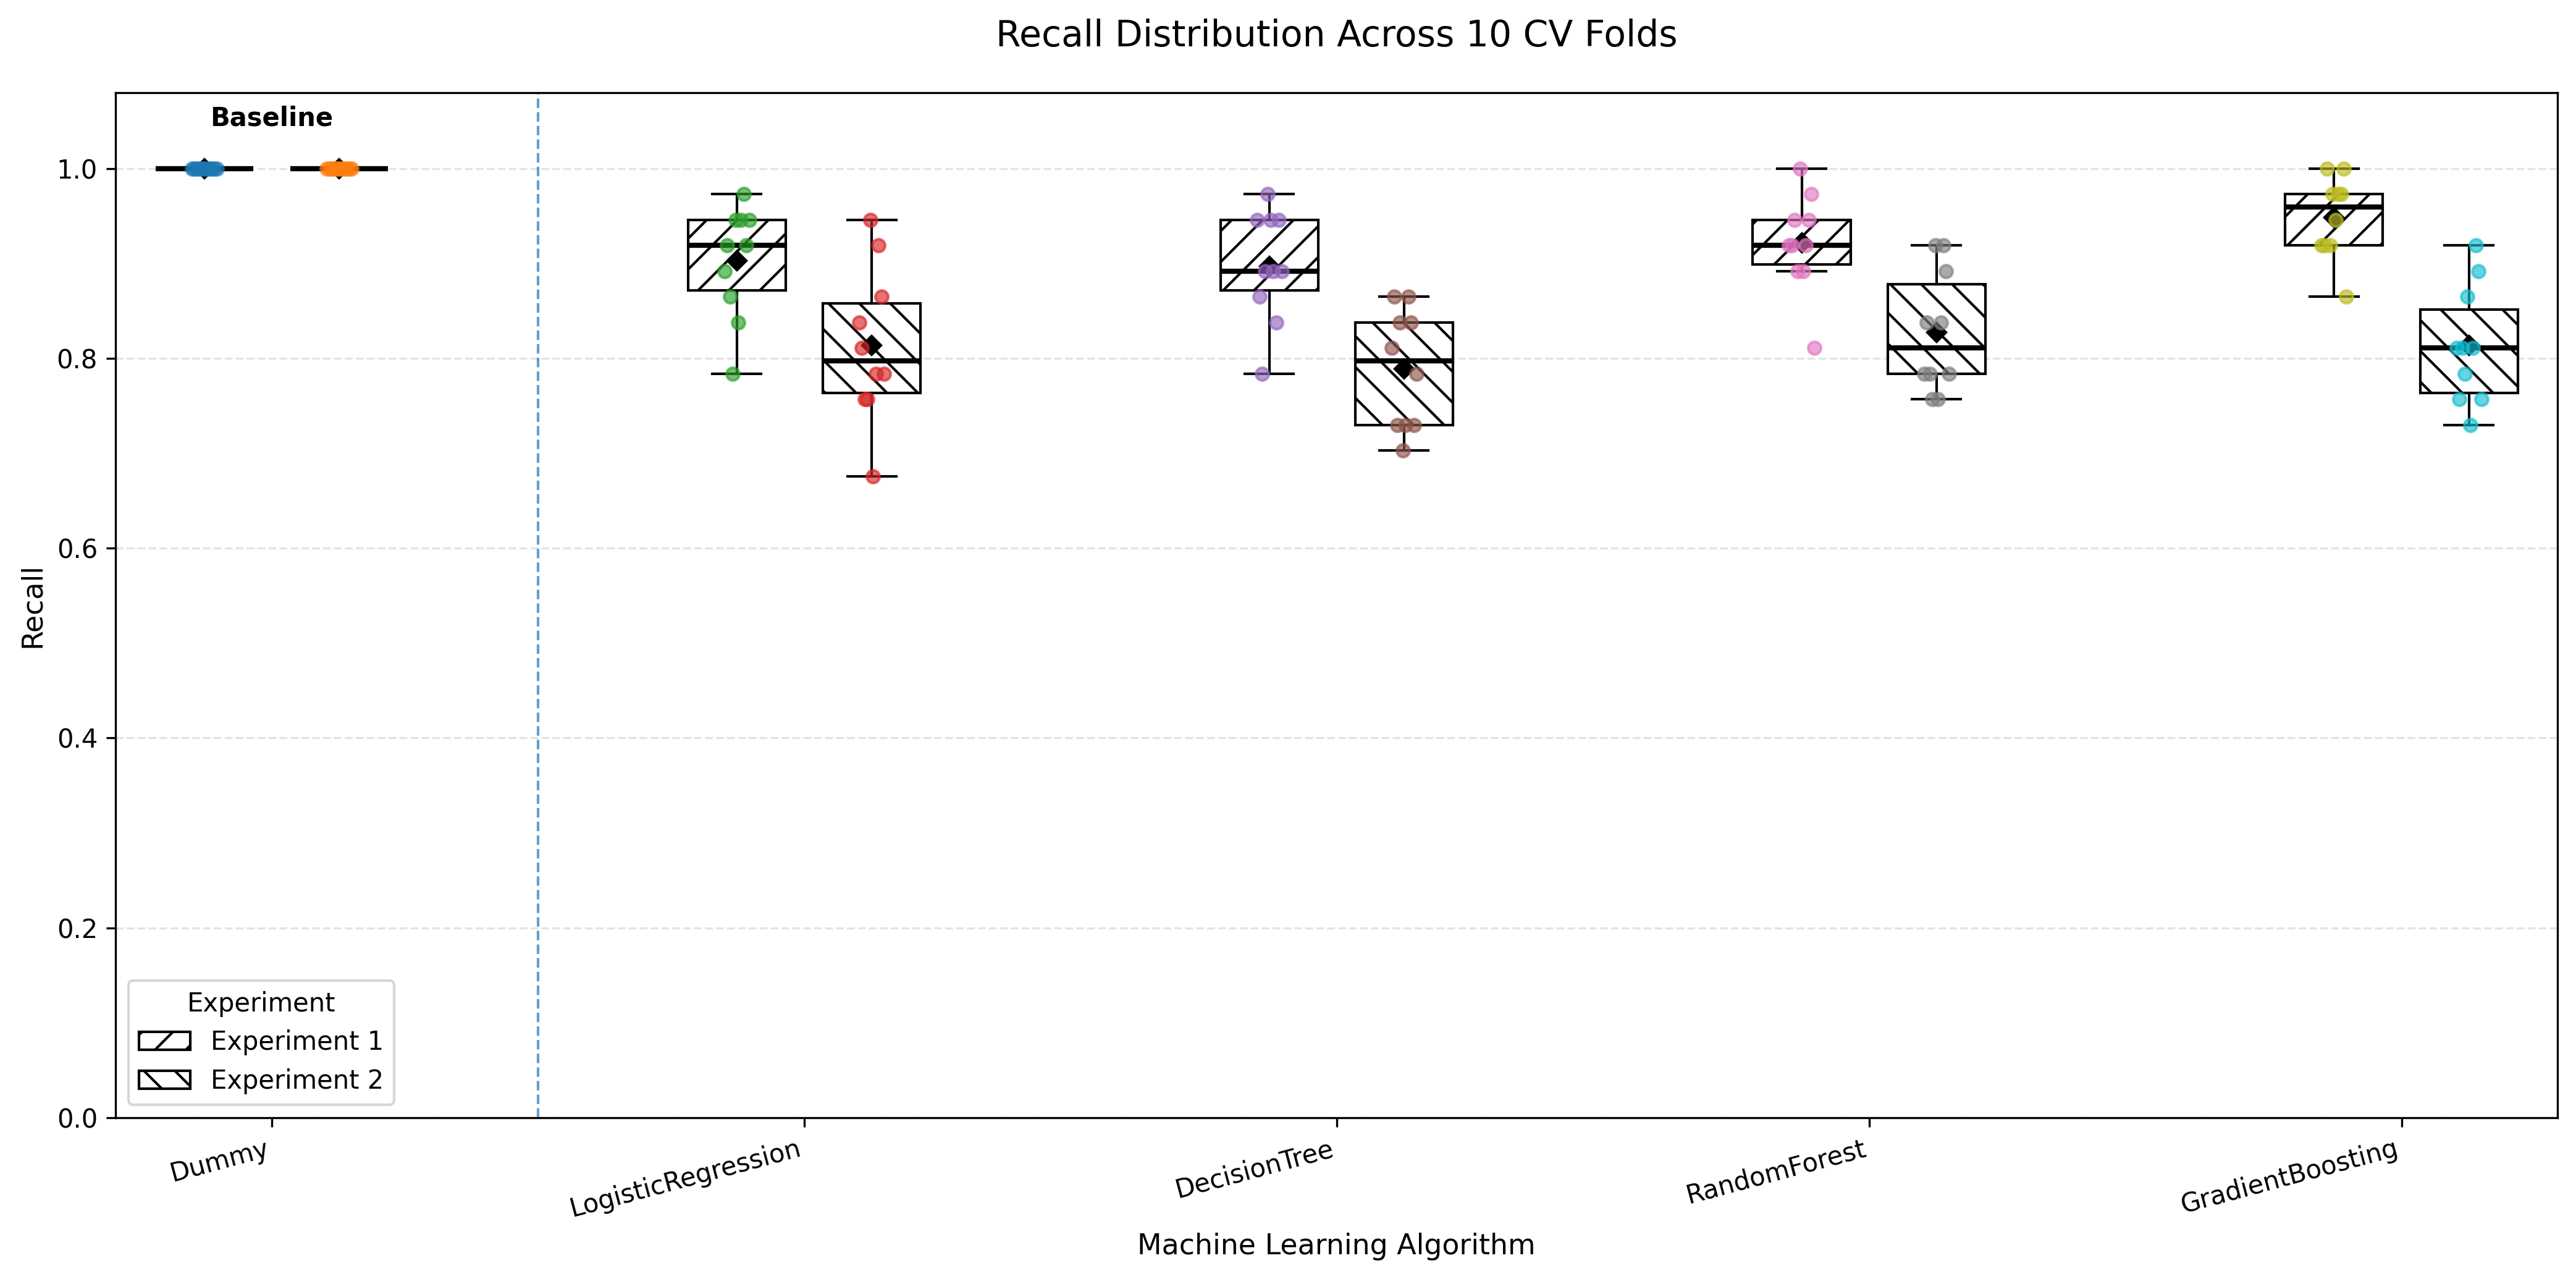 Recall Distribution Across 10 CV Folds
Baseline
1.0
0.8
0.6
0.4
0.2
0.0
Recall
Experiment
Experiment 1
Experiment 2
Dummy
LogisticRegression
DecisionTree
RandomForest
GradientBoosting
Machine Learning Algorithm